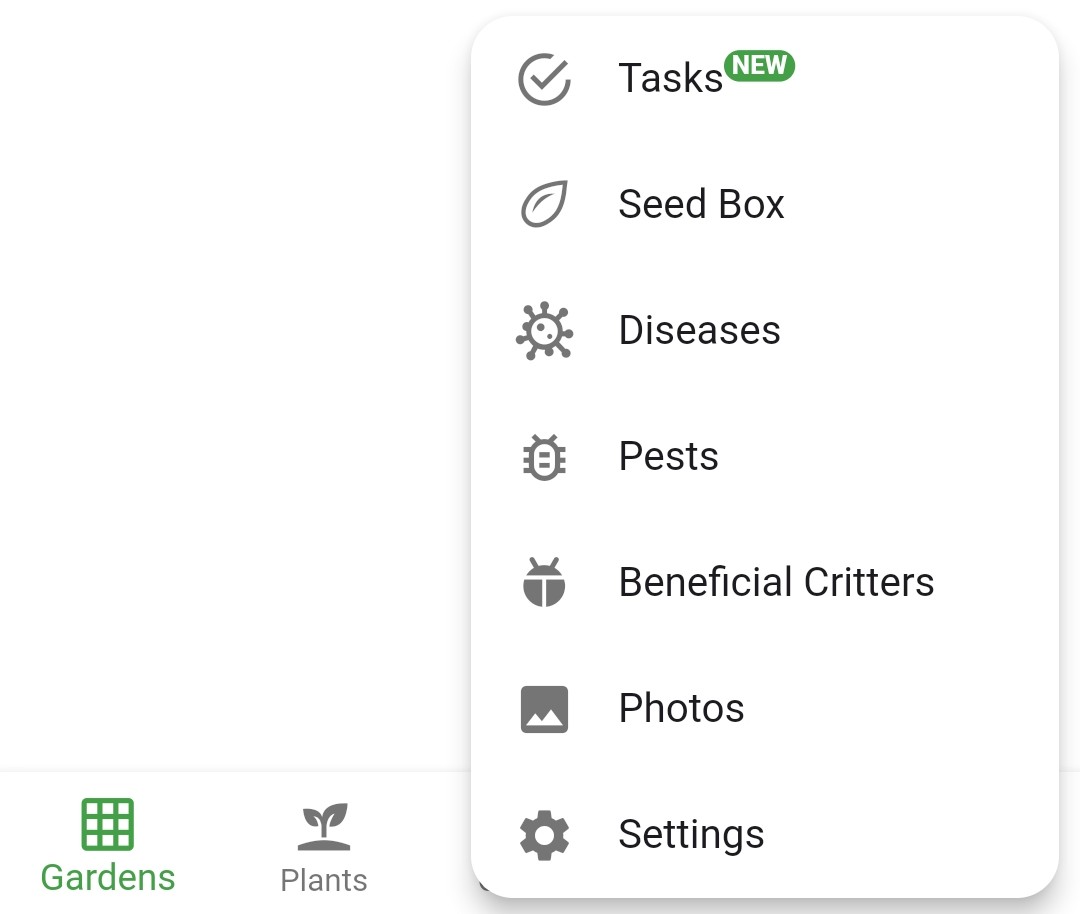 Tasks NEW
Seed Box
Diseases
Pests
Beneficial Critters
Photos
Settings
Gardens
Plants